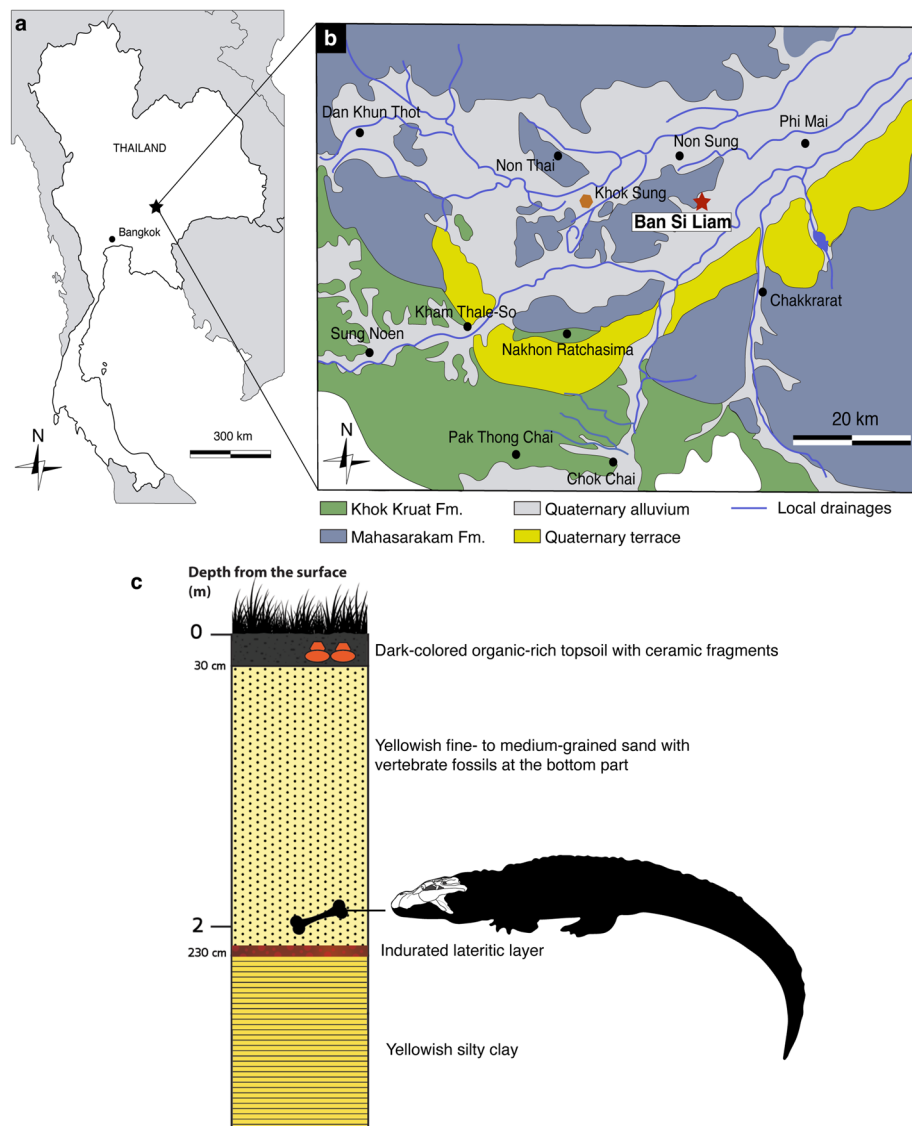 a
THAILAND
Bangkok
N
300 km
b
Dan Khun Thot
Non Thai
Non Sung
Phi Mai
Khok Sung
Ban Si Liam
Kham Thale-So
Sung Noen
Nakhon Ratchasima
Chakkrarat
Pak Thong Chai
Chok Chai
N
20 km
Khok Kruat Fm.
Quaternary alluvium
Local drainages
Mahasarakam Fm.
Quaternary terrace
c
Depth from the surface
(m)
0
30 cm
Dark-colored organic-rich topsoil with ceramic fragments
Yellowish fine- to medium-grained sand with
vertebrate fossils at the bottom part
2
230 cm
Indurated lateritic layer
Yellowish silty clay